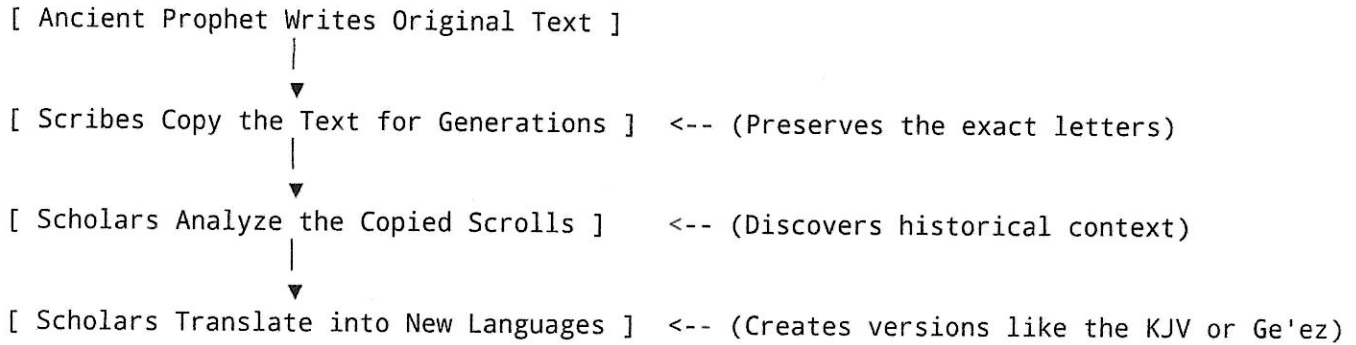 [ Ancient Prophet Writes Original Text ]
[ Scribes Copy the Text for Generations ] <-- (Preserves the exact letters)
[ Scholars Analyze the Copied Scrolls ] <-- (Discovers historical context)
[ Scholars Translate into New Languages ] <-- (Creates versions like the KJV or Ge'ez)